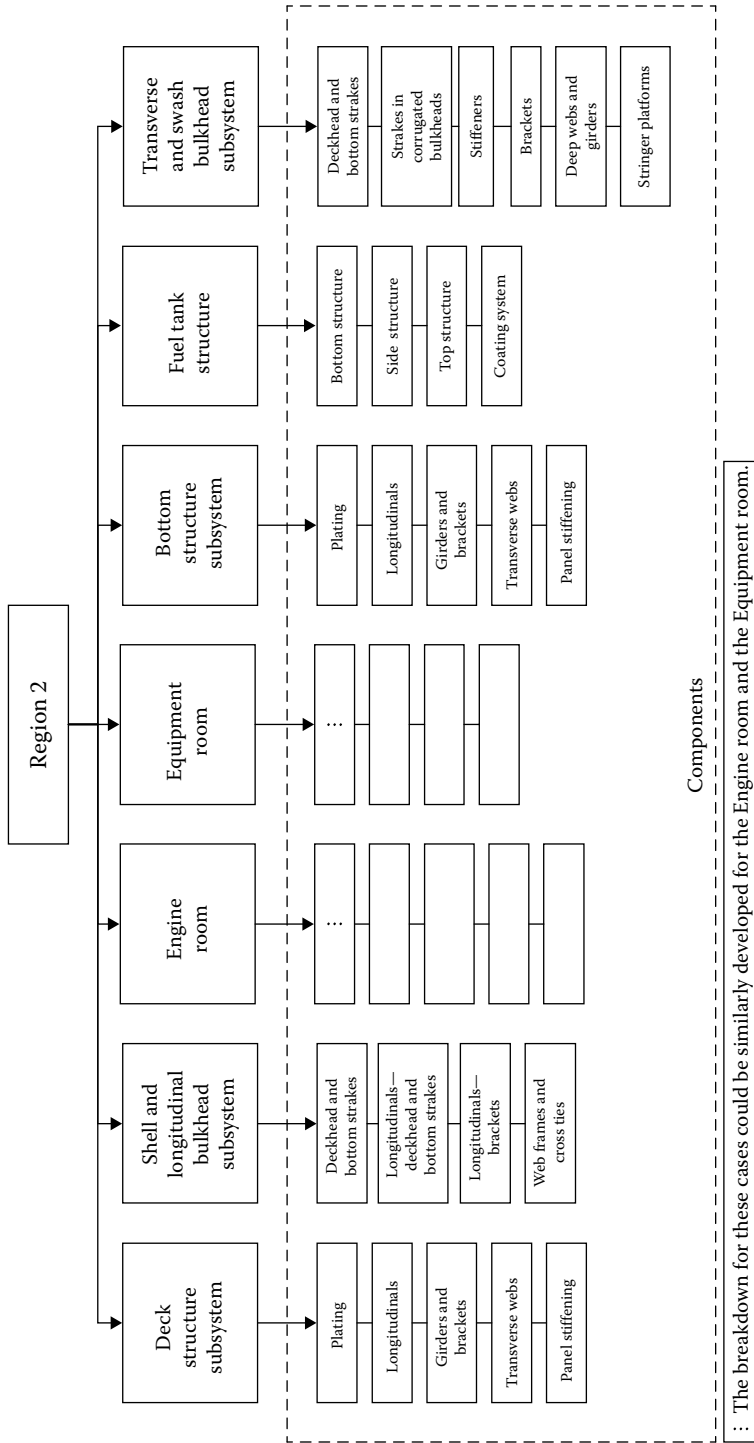 Region 2
Deck
structure
subsystem
Plating
Longitudinals
Girders and
brackets
Transverse webs
Panel stiffening
Shell and
longitudinal
bulkhead
subsystem
Deckhead and
bottom strakes
Longitudinals—
deckhead and
bottom strakes
Longitudinals—
brackets
Web frames and
cross ties
Engine
room
⋮
Equipment
room
⋮
Bottom
structure
subsystem
Plating
Longitudinals
Girders and
brackets
Transverse webs
Panel stiffening
Fuel tank
structure
Bottom structure
Side structure
Top structure
Coating system
Transverse
and swash
bulkhead
subsystem
Deckhead and
bottom strakes
Strakes in
corrugated
bulkheads
Stiffeners
Brackets
Deep webs and
girders
Stringer platforms
Components
⋮ The breakdown for these cases could be similarly developed for the Engine room and the Equipment room.